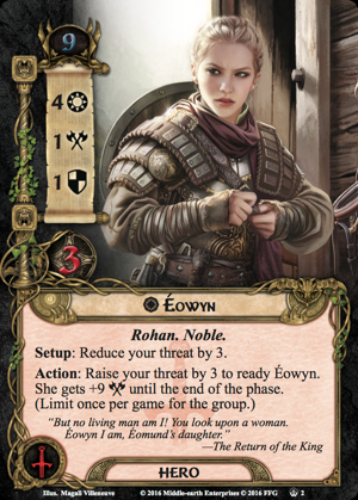 9
4
1
1
3
Éowyn
Rohan. Noble.
Setup: Reduce your threat by 3.
Action: Raise your threat by 3 to ready Éowyn.
She gets +9 until the end of the phase.
(Limit once per game for the group.)
"But no living man am I! You look upon a woman.
Éowyn I am, Éomund's daughter."
—The Return of the King
HERO
Illus. Magali Villeneuve © 2016 Middle-earth Enterprises © 2016 FFG 2